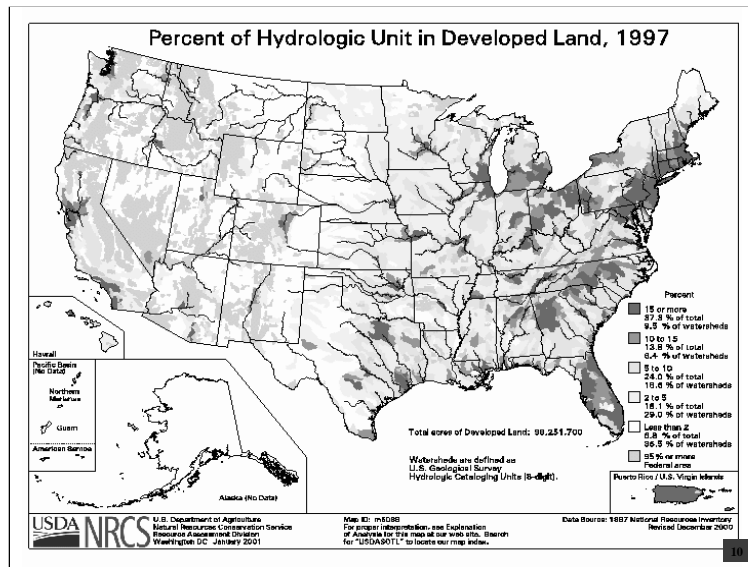 Percent of Hydrologic Unit in Developed Land, 1997
Percent
15 or more
37.3 % of total
9.5 % of watersheds
10 to 15
13.8 % of total
6.4 % of watersheds
5 to 10
24.0 % of total
18.6 % of watersheds
2 to 5
18.1 % of total
29.0 % of watersheds
Less than 2
6.8 % of total
36.5 % of watersheds
95% or more
Federal area
Hawaii
Pacific Basin
(No Data)
Northern
Marianas
Guam
American Samoa
Alaska (No Data)
Total acres of Developed Land: 98,251,700
Watersheds are defined as
U.S. Geological Survey
Hydrologic Cataloging Units (8-digit).
Puerto Rico / U.S. Virgin Islands
USDA NRCS
U.S. Department of Agriculture
Natural Resources Conservation Service
Resource Assessment Division
Washington DC January 2001
Map ID: m5088
For proper interpretation, see Explanation
of Analysis for this map at our web site. Search
for "USDASOTL" to locate our map index.
Data Source: 1997 National Resources Inventory
Revised December 2000
10